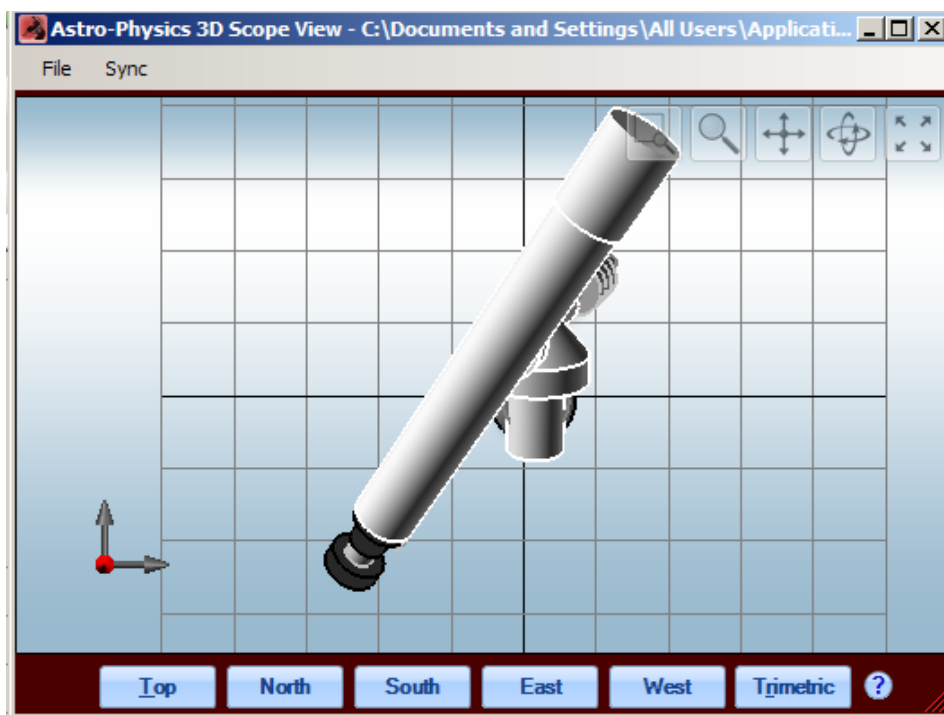 Astro-Physics 3D Scope View - C:\Documents and Settings\All Users\Applicati...
File Sync
Top North South East West Trimetric ?